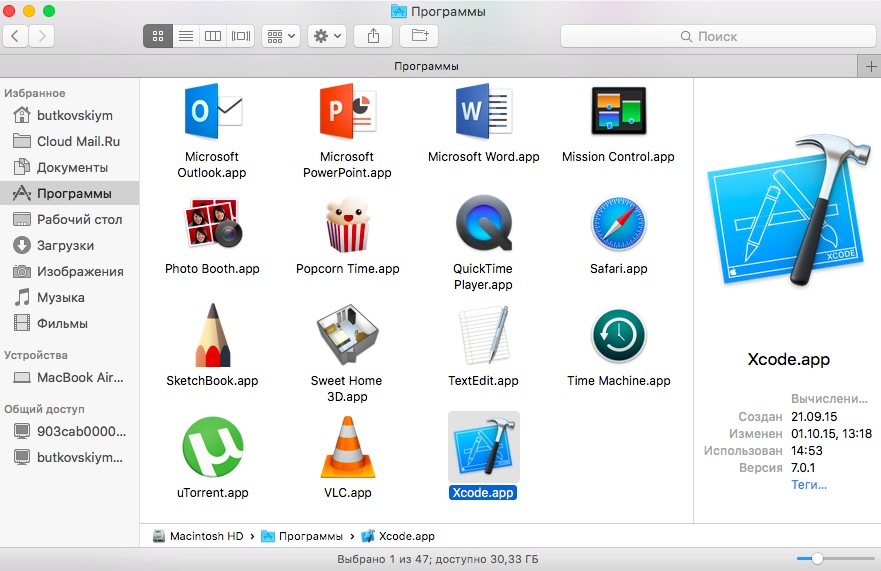 Программы
Поиск
Программы
Избранное
butkovskiym
Cloud Mail.Ru
Документы
Программы
Рабочий стол
Загрузки
Изображения
Музыка
Фильмы
Устройства
MacBook Air...
Общий доступ
903cab0000...
butkovskiym...
Microsoft
Outlook.app
Microsoft
PowerPoint.app
Microsoft Word.app
Mission Control.app
Photo Booth.app
Popcorn Time.app
QuickTime
Player.app
Safari.app
SketchBook.app
Sweet Home
3D.app
TextEdit.app
Time Machine.app
uTorrent.app
VLC.app
Xcode.app
XCODE
Xcode.app
Вычислени...
Создан 21.09.15
Изменен 01.10.15, 13:18
Использован 14:53
Версия 7.0.1
Теги...
Macintosh HD › Программы › Xcode.app
Выбрано 1 из 47; доступно 30,33 ГБ